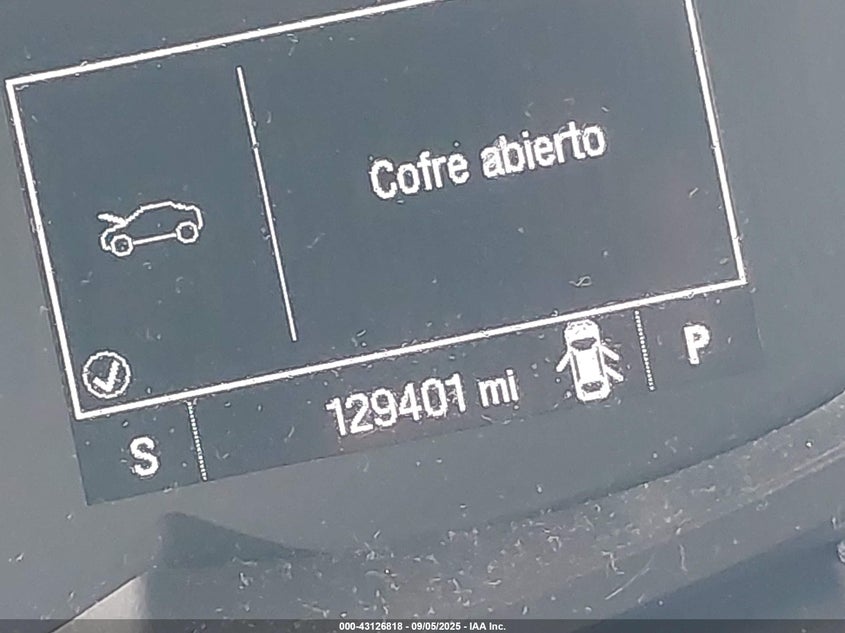 Cofre abierto
129401 mi
P
S
000-43126818 - 09/05/2025 - IAA Inc.